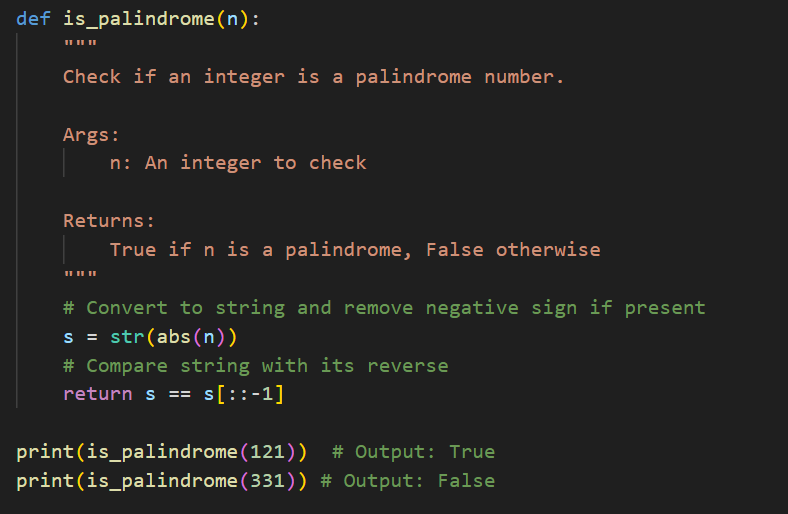 def is_palindrome(n):
    """
    Check if an integer is a palindrome number.

    Args:
        n: An integer to check

    Returns:
        True if n is a palindrome, False otherwise
    """
    # Convert to string and remove negative sign if present
    s = str(abs(n))
    # Compare string with its reverse
    return s == s[::-1]

print(is_palindrome(121))  # Output: True
print(is_palindrome(331)) # Output: False